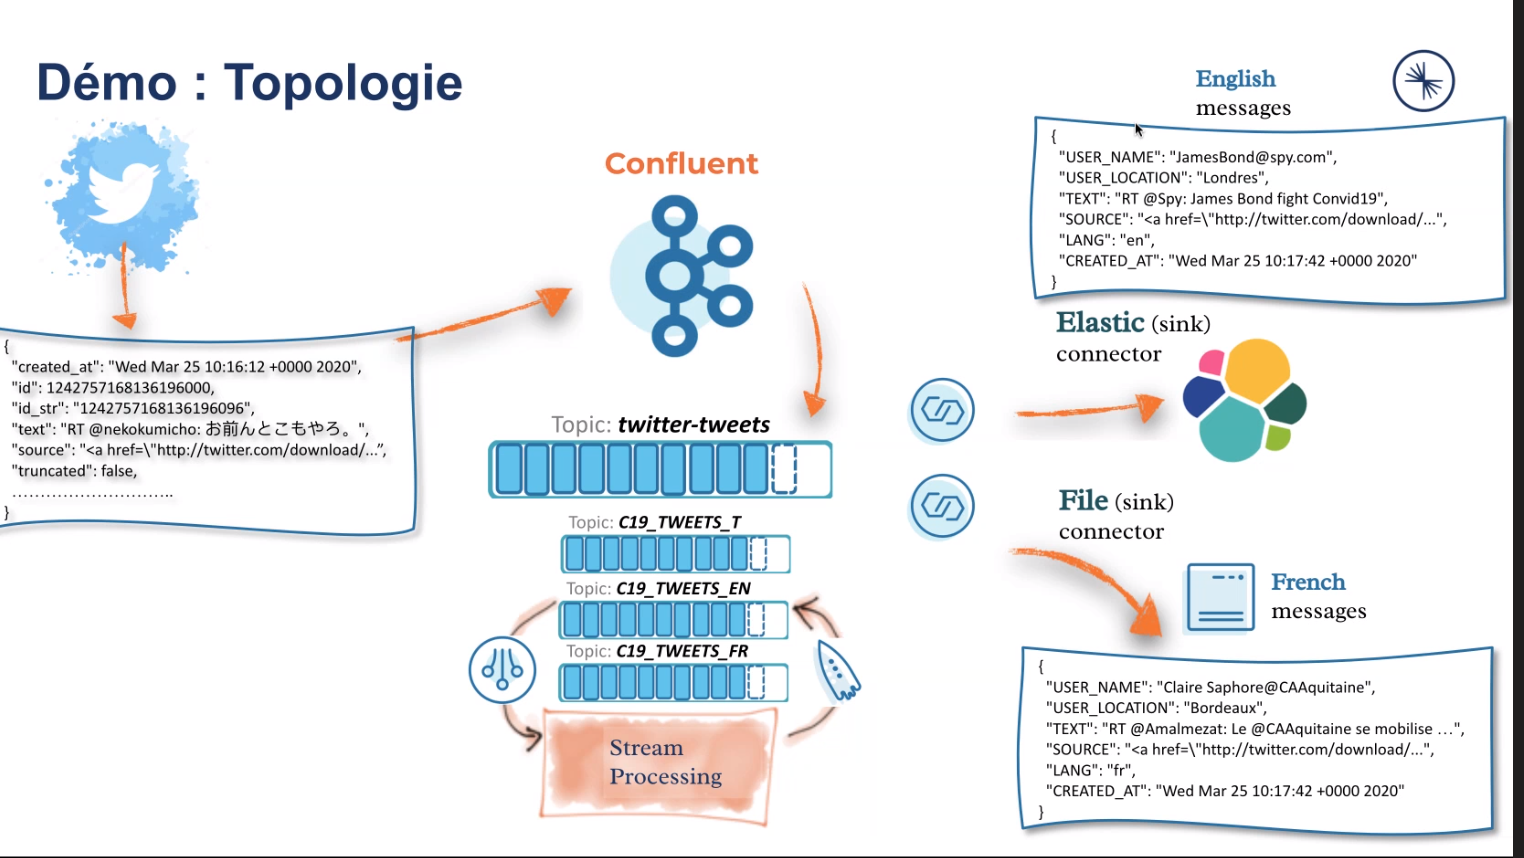 Démo : Topologie
{
"created_at": "Wed Mar 25 10:16:12 +0000 2020",
"id": 1242757168136196000,
"id_str": "1242757168136196096",
"text": "RT @nekokumicho: お前んとこもやろ。",
"source": "<a href=\"http://twitter.com/download/...”,
"truncated": false,
…………………………..
}
Confluent
Topic: twitter-tweets
Topic: C19_TWEETS_T
Topic: C19_TWEETS_EN
Topic: C19_TWEETS_FR
Stream
Processing
English
messages
{
"USER_NAME": "JamesBond@spy.com",
"USER_LOCATION": "Londres",
"TEXT": "RT @Spy: James Bond fight Convid19",
"SOURCE": "<a href=\"http://twitter.com/download/...",
"LANG": "en",
"CREATED_AT": "Wed Mar 25 10:17:42 +0000 2020"
}
Elastic (sink)
connector
File (sink)
connector
French
messages
{
"USER_NAME": "Claire Saphore@CAAquitaine",
"USER_LOCATION": "Bordeaux",
"TEXT": "RT @Amalmezat: Le @CAAquitaine se mobilise …",
"SOURCE": "<a href=\"http://twitter.com/download/...",
"LANG": "fr",
"CREATED_AT": "Wed Mar 25 10:17:42 +0000 2020"
}